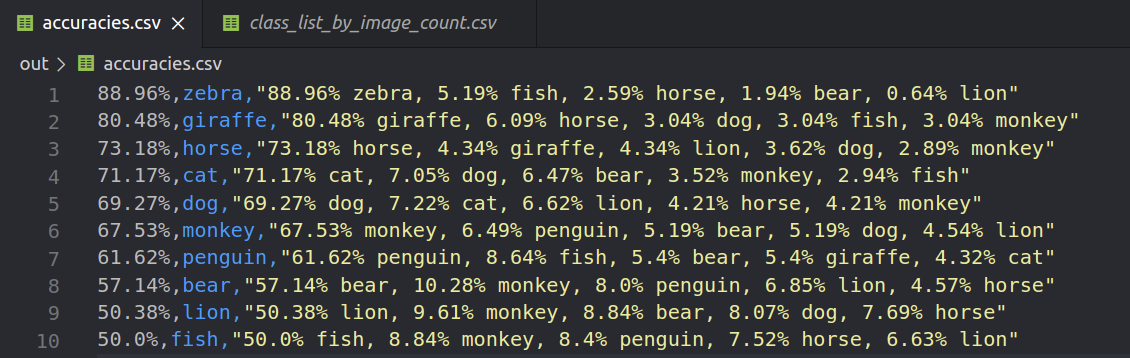 accuracies.csv × class_list_by_image_count.csv
out > accuracies.csv
1 88.96%,zebra,"88.96% zebra, 5.19% fish, 2.59% horse, 1.94% bear, 0.64% lion"
2 80.48%,giraffe,"80.48% giraffe, 6.09% horse, 3.04% dog, 3.04% fish, 3.04% monkey"
3 73.18%,horse,"73.18% horse, 4.34% giraffe, 4.34% lion, 3.62% dog, 2.89% monkey"
4 71.17%,cat,"71.17% cat, 7.05% dog, 6.47% bear, 3.52% monkey, 2.94% fish"
5 69.27%,dog,"69.27% dog, 7.22% cat, 6.62% lion, 4.21% horse, 4.21% monkey"
6 67.53%,monkey,"67.53% monkey, 6.49% penguin, 5.19% bear, 5.19% dog, 4.54% lion"
7 61.62%,penguin,"61.62% penguin, 8.64% fish, 5.4% bear, 5.4% giraffe, 4.32% cat"
8 57.14%,bear,"57.14% bear, 10.28% monkey, 8.0% penguin, 6.85% lion, 4.57% horse"
9 50.38%,lion,"50.38% lion, 9.61% monkey, 8.84% bear, 8.07% dog, 7.69% horse"
10 50.0%,fish,"50.0% fish, 8.84% monkey, 8.4% penguin, 7.52% horse, 6.63% lion"